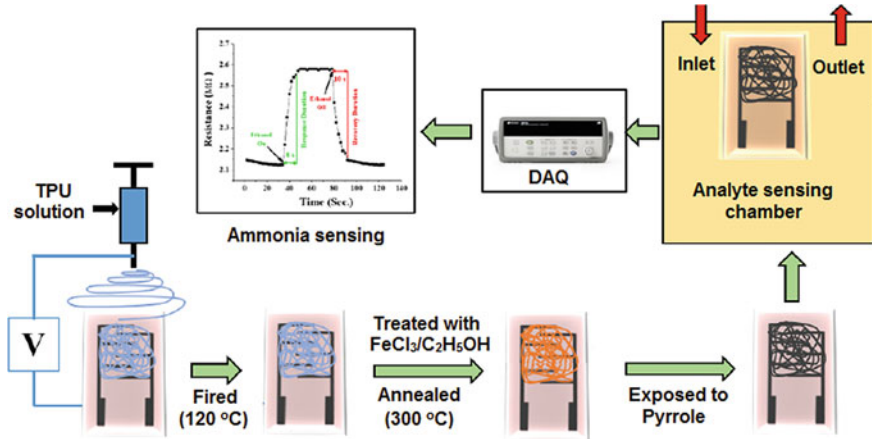 Inlet
Outlet
Analyte sensing
chamber
DAQ
Resistance (MΩ)
2.7
2.6
2.5
2.4
2.3
2.2
2.1
0
20
40
60
80
100
120
140
Time (Sec.)
Ethanol
On
8 s
Response Duration
Ethanol
Off
Recovery Duration
Ammonia sensing
TPU
solution
V
Fired
(120 °C)
Treated with
FeCl3/C2H5OH
Annealed
(300 °C)
Exposed to
Pyrrole